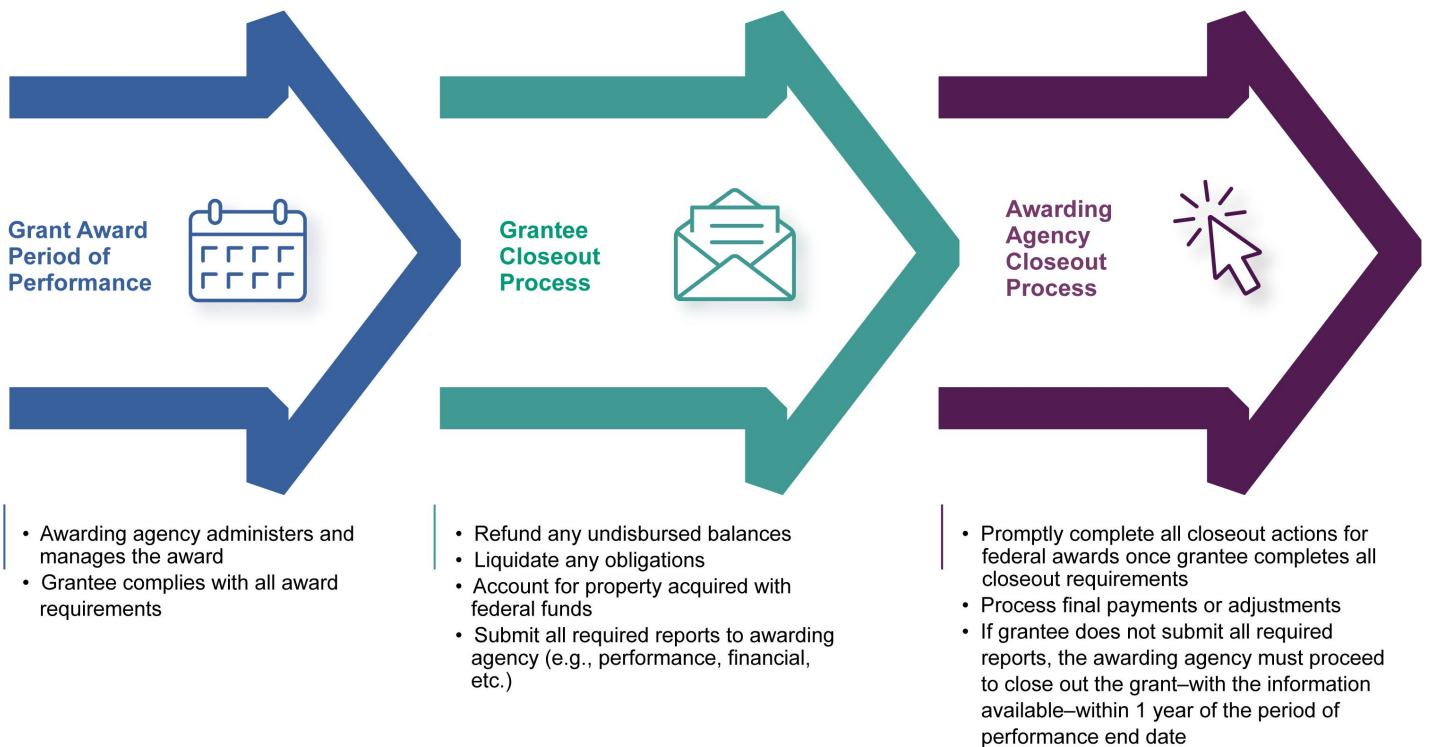 Grant Award
Period of
Performance
Grantee
Closeout
Process
Awarding
Agency
Closeout
Process
• Awarding agency administers and
manages the award
• Grantee complies with all award
requirements
• Refund any undisbursed balances
• Liquidate any obligations
• Account for property acquired with
federal funds
• Submit all required reports to awarding
agency (e.g., performance, financial,
etc.)
• Promptly complete all closeout actions for
federal awards once grantee completes all
closeout requirements
• Process final payments or adjustments
• If grantee does not submit all required
reports, the awarding agency must proceed
to close out the grant–with the information
available–within 1 year of the period of
performance end date